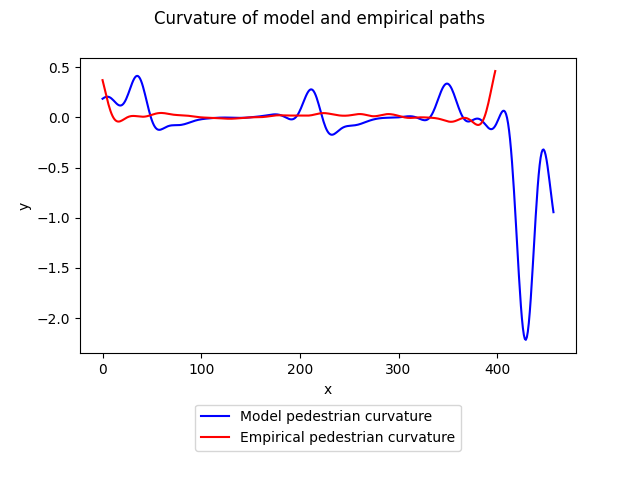 Curvature of model and empirical paths
0.5
0.0
−0.5
−1.0
−1.5
−2.0
y
0 100 200 300 400
x
Model pedestrian curvature
Empirical pedestrian curvature